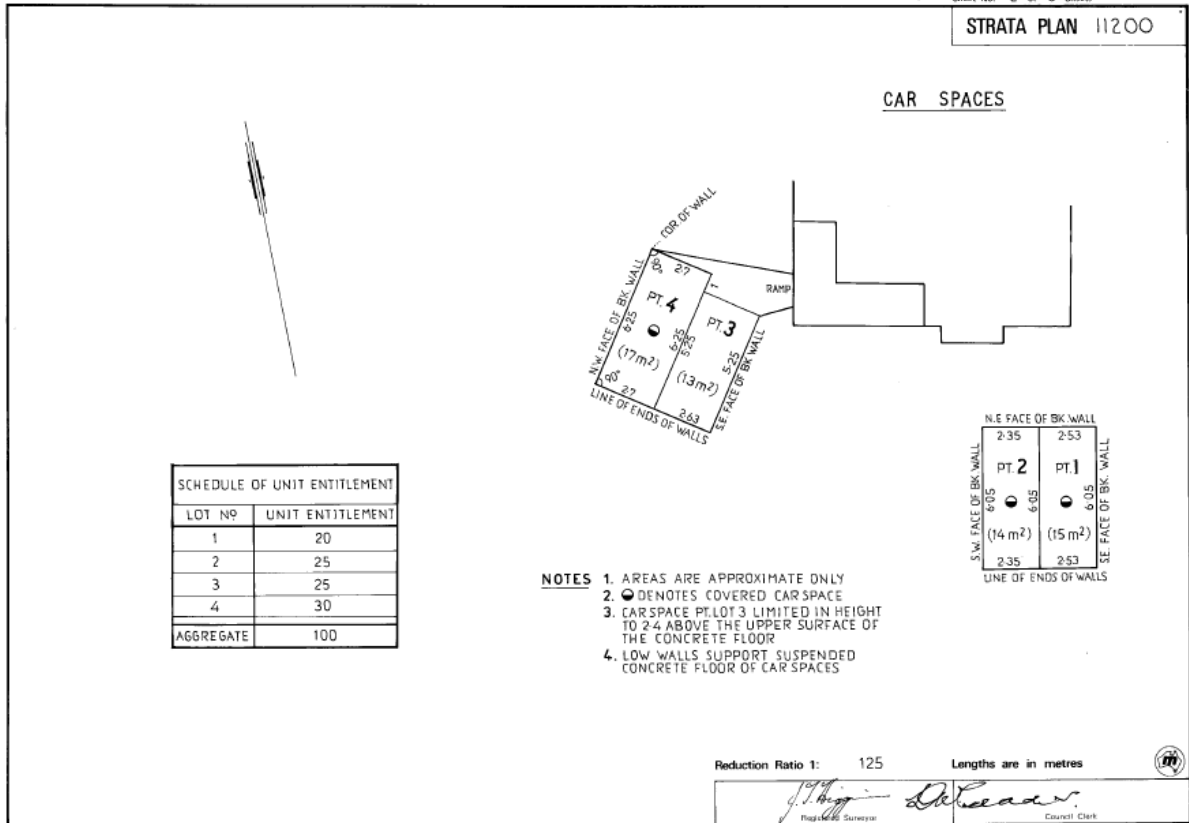 STRATA PLAN 11200
CAR SPACES
COR. OF WALL
N.W. FACE OF BK. WALL
90°
2·7
1
RAMP
PT. 4
PT. 3
6·25
6·25
5·25
5·25
(17m²)
(13m²)
90°
2·7
2·63
S.E. FACE OF BK WALL
LINE OF ENDS OF WALLS
N.E FACE OF BK. WALL
2·35
2·53
PT. 2
PT. 1
S.W. FACE OF BK WALL
6·05
6·05
6·05
S.E. FACE OF BK. WALL
(14 m²)
(15 m²)
2·35
2·53
LINE OF ENDS OF WALLS
SCHEDULE OF UNIT ENTITLEMENT
LOT Nº UNIT ENTITLEMENT
1 20
2 25
3 25
4 30
AGGREGATE 100
NOTES 1. AREAS ARE APPROXIMATE ONLY
2. DENOTES COVERED CARSPACE
3. CARSPACE PT.LOT 3 LIMITED IN HEIGHT
TO 2·4 ABOVE THE UPPER SURFACE OF
THE CONCRETE FLOOR
4. LOW WALLS SUPPORT SUSPENDED
CONCRETE FLOOR OF CAR SPACES
Reduction Ratio 1: 125 Lengths are in metres
m
Registered Surveyor
Council Clerk